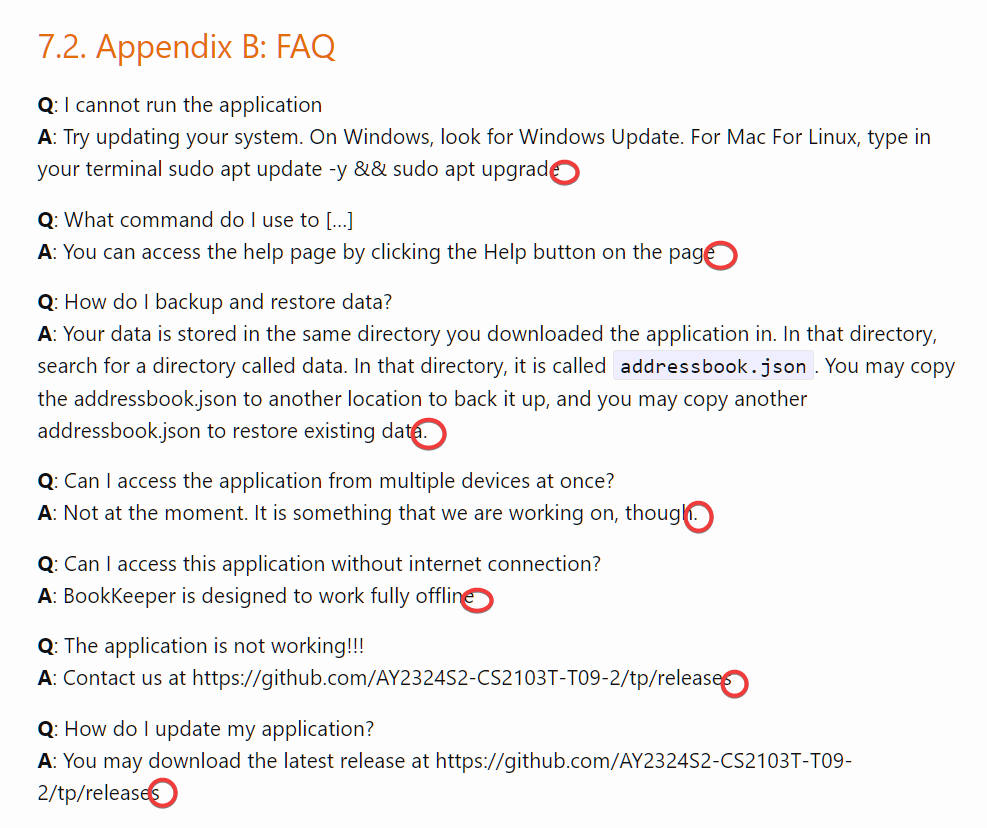 7.2. Appendix B: FAQ
Q: I cannot run the application
A: Try updating your system. On Windows, look for Windows Update. For Mac For Linux, type in
your terminal sudo apt update -y && sudo apt upgrade
Q: What command do I use to [...]
A: You can access the help page by clicking the Help button on the page
Q: How do I backup and restore data?
A: Your data is stored in the same directory you downloaded the application in. In that directory,
search for a directory called data. In that directory, it is called addressbook.json . You may copy
the addressbook.json to another location to back it up, and you may copy another
addressbook.json to restore existing data.
Q: Can I access the application from multiple devices at once?
A: Not at the moment. It is something that we are working on, though.
Q: Can I access this application without internet connection?
A: BookKeeper is designed to work fully offline
Q: The application is not working!!!
A: Contact us at https://github.com/AY2324S2-CS2103T-T09-2/tp/releases
Q: How do I update my application?
A: You may download the latest release at https://github.com/AY2324S2-CS2103T-T09-
2/tp/releases